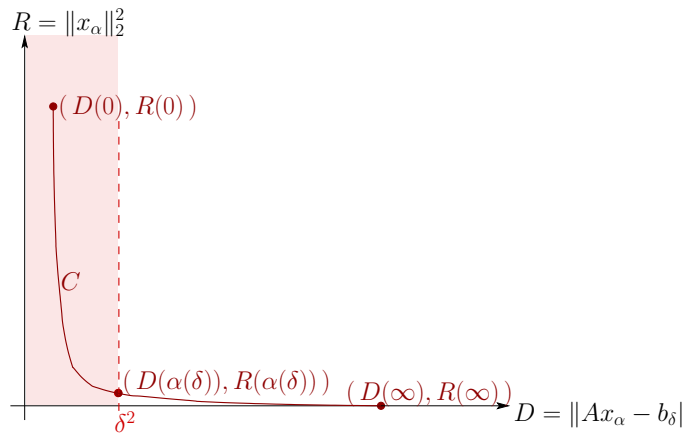 R = ‖x_α‖₂²
( D(0), R(0) )
C
( D(α(δ)), R(α(δ)) )
( D(∞), R(∞) )
D = ‖Ax_α − b_δ|
δ²